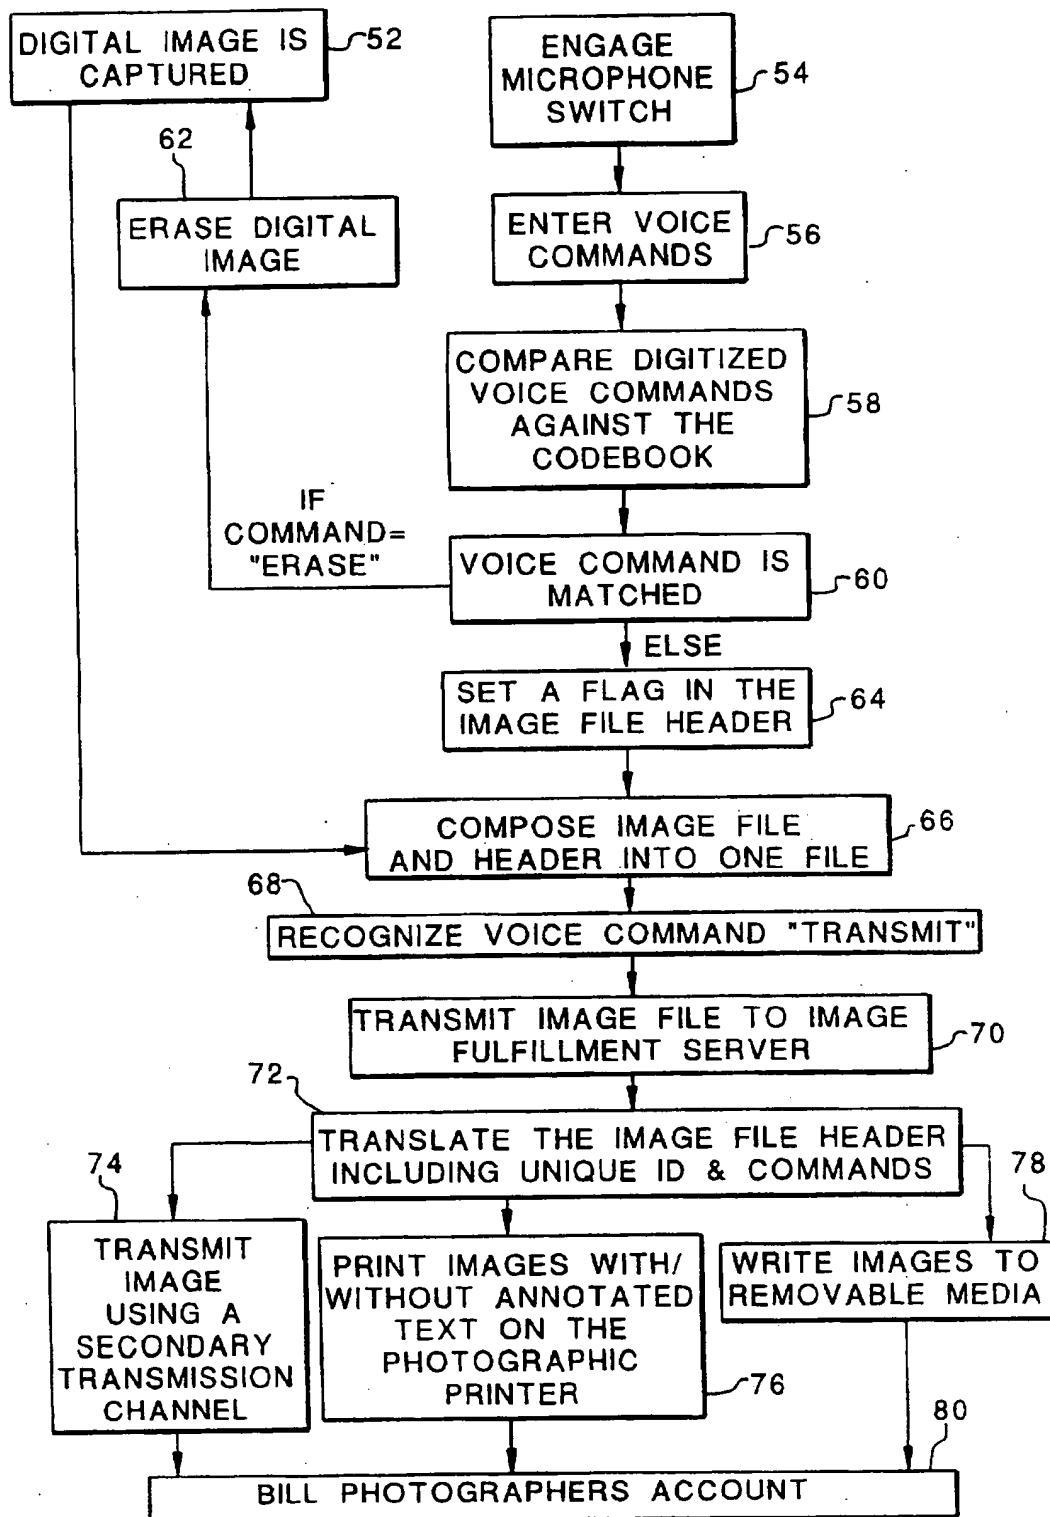 DIGITAL IMAGE IS
CAPTURED
52
ENGAGE
MICROPHONE
SWITCH
54
62
ERASE DIGITAL
IMAGE
ENTER VOICE
COMMANDS
56
COMPARE DIGITIZED
VOICE COMMANDS
AGAINST THE
CODEBOOK
58
IF
COMMAND=
"ERASE"
VOICE COMMAND IS
MATCHED
60
ELSE
SET A FLAG IN THE
IMAGE FILE HEADER
64
COMPOSE IMAGE FILE
AND HEADER INTO ONE FILE
66
68
RECOGNIZE VOICE COMMAND "TRANSMIT"
TRANSMIT IMAGE FILE TO IMAGE
FULFILLMENT SERVER
70
72
TRANSLATE THE IMAGE FILE HEADER
INCLUDING UNIQUE ID & COMMANDS
74
TRANSMIT
IMAGE
USING A
SECONDARY
TRANSMISSION
CHANNEL
PRINT IMAGES WITH/
WITHOUT ANNOTATED
TEXT ON THE
PHOTOGRAPHIC
PRINTER
76
78
WRITE IMAGES TO
REMOVABLE MEDIA
80
BILL PHOTOGRAPHERS ACCOUNT